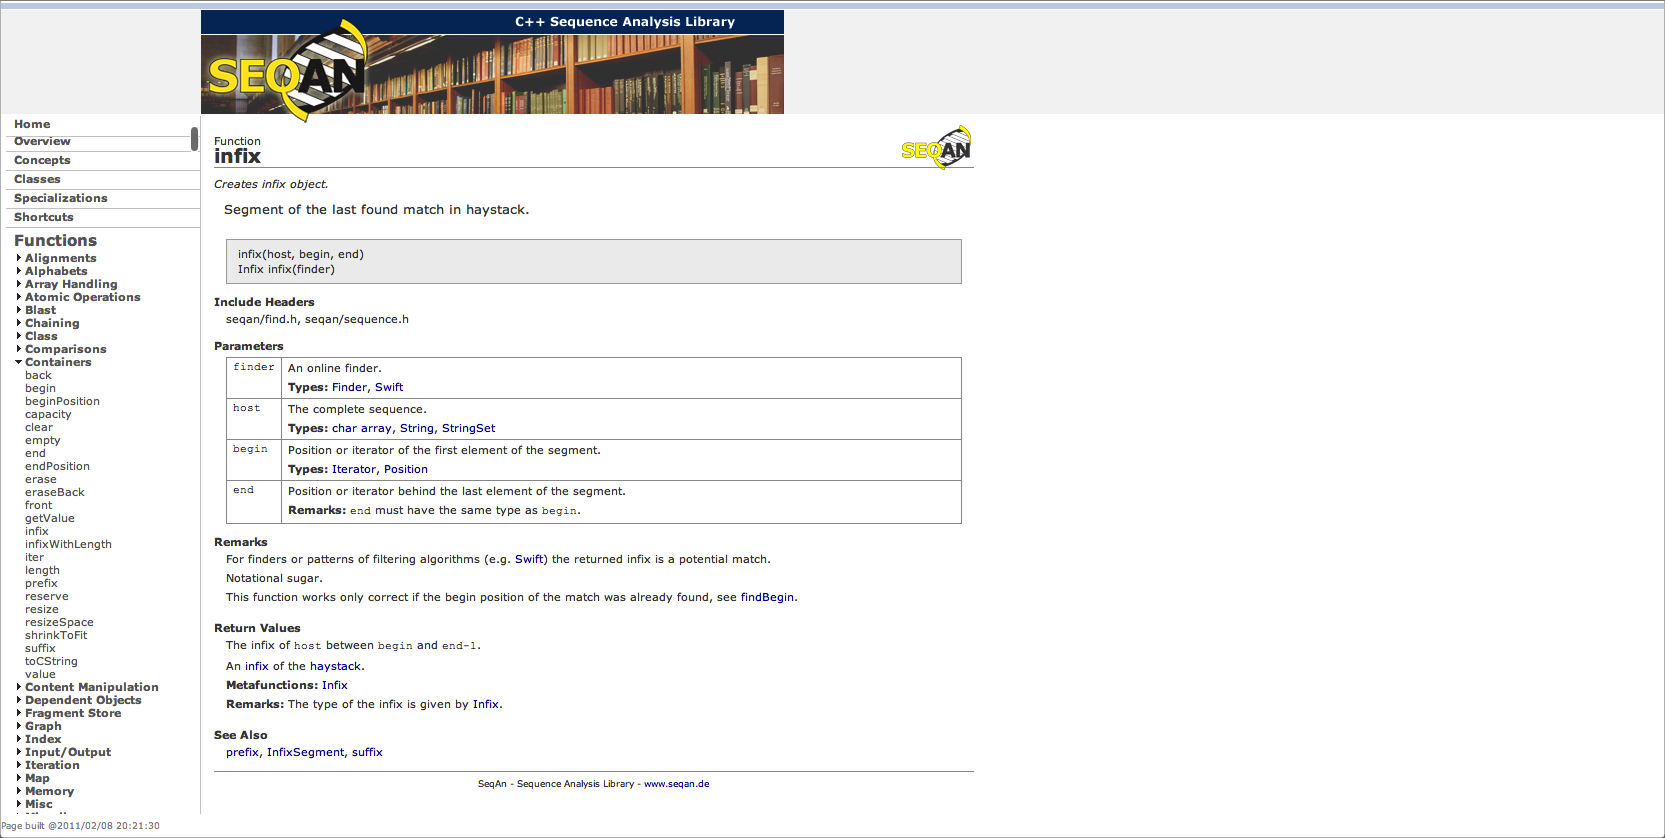 C++ Sequence Analysis Library
SEQAN
Home
Overview
Concepts
Classes
Specializations
Shortcuts
Functions
Alignments
Alphabets
Array Handling
Atomic Operations
Blast
Chaining
Class
Comparisons
Containers
back
begin
beginPosition
capacity
clear
empty
end
endPosition
erase
eraseBack
front
getValue
infix
infixWithLength
iter
length
prefix
reserve
resize
resizeSpace
shrinkToFit
suffix
toCString
value
Content Manipulation
Dependent Objects
Fragment Store
Graph
Index
Input/Output
Iteration
Map
Memory
Misc
Page built @2011/02/08 20:21:30
Function
infix
SEQAN
Creates infix object.
Segment of the last found match in haystack.
infix(host, begin, end)
Infix infix(finder)
Include Headers
seqan/find.h, seqan/sequence.h
Parameters
finder An online finder.
Types: Finder, Swift
host The complete sequence.
Types: char array, String, StringSet
begin Position or iterator of the first element of the segment.
Types: Iterator, Position
end Position or iterator behind the last element of the segment.
Remarks: end must have the same type as begin.
Remarks
For finders or patterns of filtering algorithms (e.g. Swift) the returned infix is a potential match.
Notational sugar.
This function works only correct if the begin position of the match was already found, see findBegin.
Return Values
The infix of host between begin and end-1.
An infix of the haystack.
Metafunctions: Infix
Remarks: The type of the infix is given by Infix.
See Also
prefix, InfixSegment, suffix
SeqAn - Sequence Analysis Library - www.seqan.de